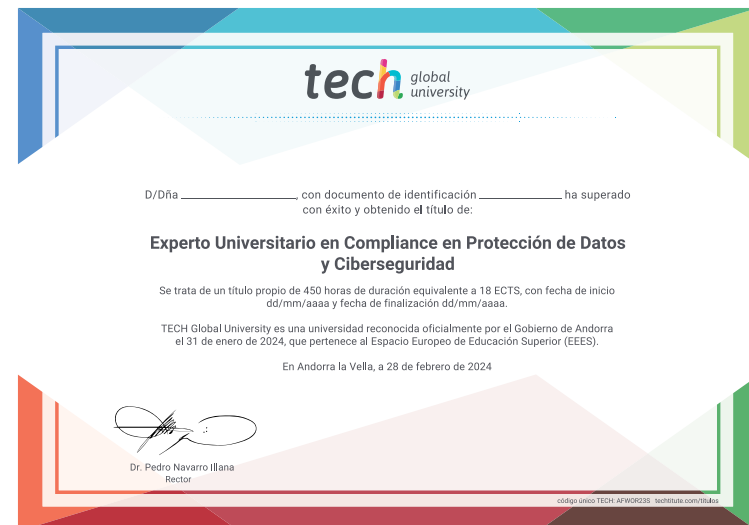 tech global university
D/Dña ____________, con documento de identificación ____________ ha superado
con éxito y obtenido el título de:
Experto Universitario en Compliance en Protección de Datos
y Ciberseguridad
Se trata de un título propio de 450 horas de duración equivalente a 18 ECTS, con fecha de inicio
dd/mm/aaaa y fecha de finalización dd/mm/aaaa.
TECH Global University es una universidad reconocida oficialmente por el Gobierno de Andorra
el 31 de enero de 2024, que pertenece al Espacio Europeo de Educación Superior (EEES).
En Andorra la Vella, a 28 de febrero de 2024
Dr. Pedro Navarro Illana
Rector
código único TECH: AFWOR23S techtitute.com/titulos